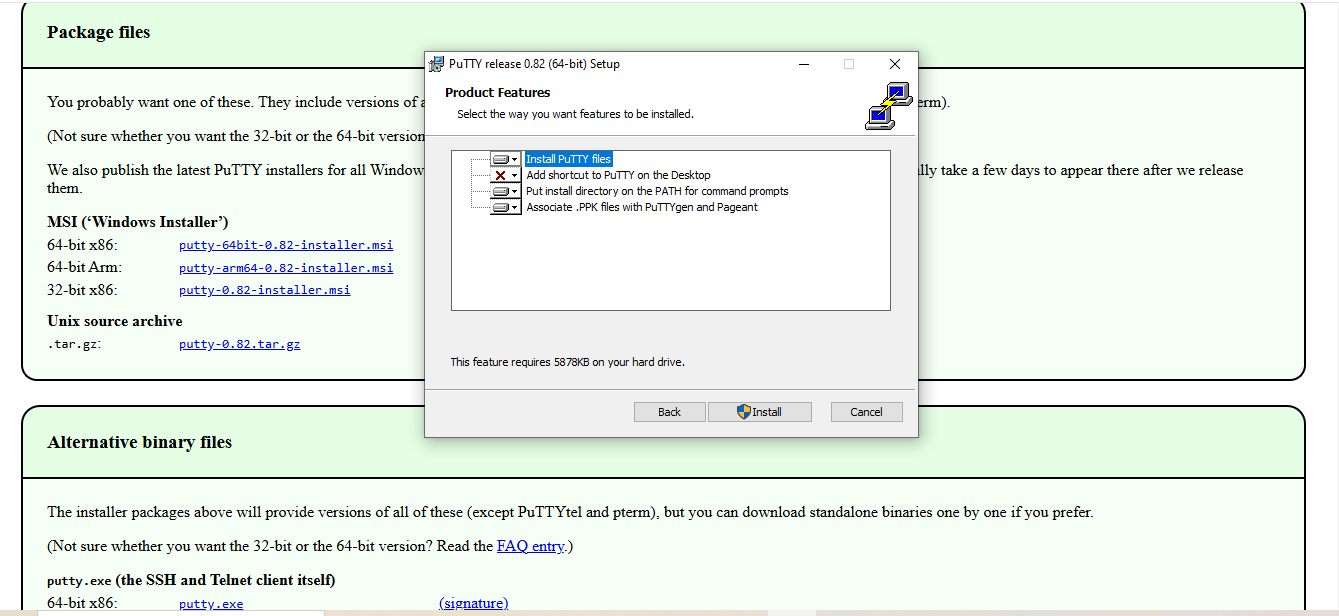 Package files
PuTTY release 0.82 (64-bit) Setup
Product Features
Select the way you want features to be installed.
You probably want one of these. They include versions of
erm).
(Not sure whether you want the 32-bit or the 64-bit version
We also publish the latest PuTTY installers for all Window
lly take a few days to appear there after we release
them.
Install PuTTY files
Add shortcut to PuTTY on the Desktop
Put install directory on the PATH for command prompts
Associate .PPK files with PuTTYgen and Pageant
This feature requires 5878KB on your hard drive.
Back Install Cancel
MSI (‘Windows Installer’)
64-bit x86: putty-64bit-0.82-installer.msi
64-bit Arm: putty-arm64-0.82-installer.msi
32-bit x86: putty-0.82-installer.msi
Unix source archive
.tar.gz: putty-0.82.tar.gz
Alternative binary files
The installer packages above will provide versions of all of these (except PuTTYtel and pterm), but you can download standalone binaries one by one if you prefer.
(Not sure whether you want the 32-bit or the 64-bit version? Read the FAQ entry.)
putty.exe (the SSH and Telnet client itself)
64-bit x86: putty.exe (signature)